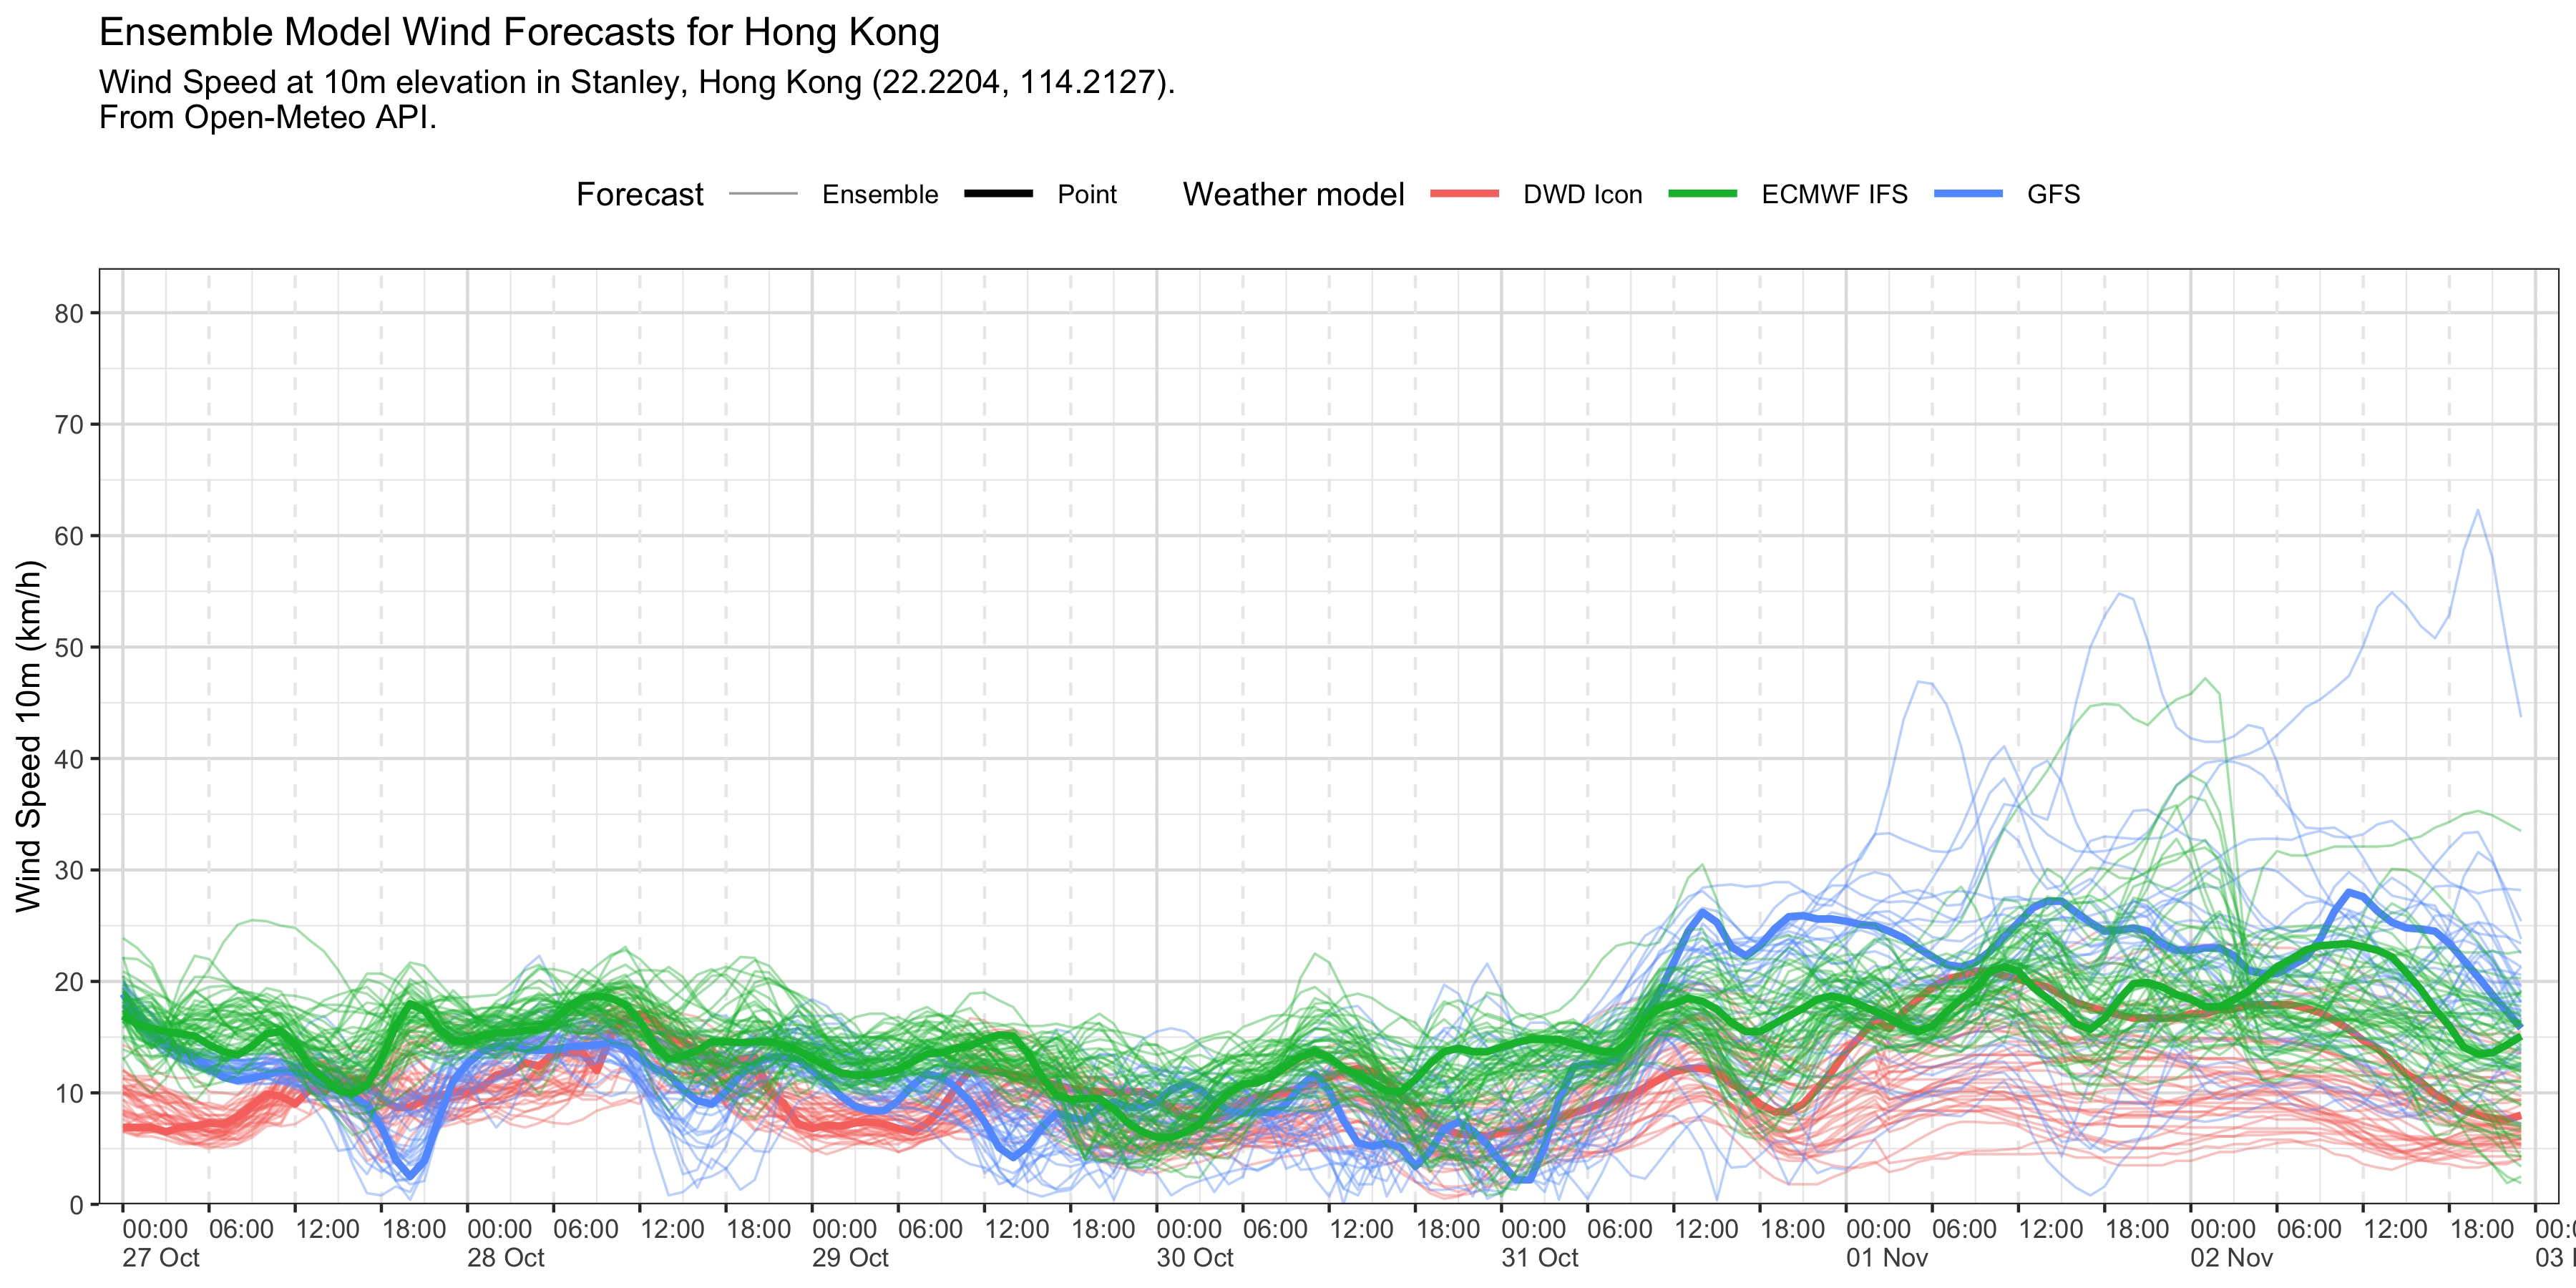 Ensemble Model Wind Forecasts for Hong Kong
Wind Speed at 10m elevation in Stanley, Hong Kong (22.2204, 114.2127).
From Open-Meteo API.
Forecast Ensemble Point Weather model DWD Icon ECMWF IFS GFS
Wind Speed 10m (km/h)
80
70
60
50
40
30
20
10
0
00:00 06:00 12:00 18:00 00:00 06:00 12:00 18:00 00:00 06:00 12:00 18:00 00:00 06:00 12:00 18:00 00:00 06:00 12:00 18:00 00:00 06:00 12:00 18:00 00:00 06:00 12:00 18:00
27 Oct 28 Oct 29 Oct 30 Oct 31 Oct 01 Nov 02 Nov 03